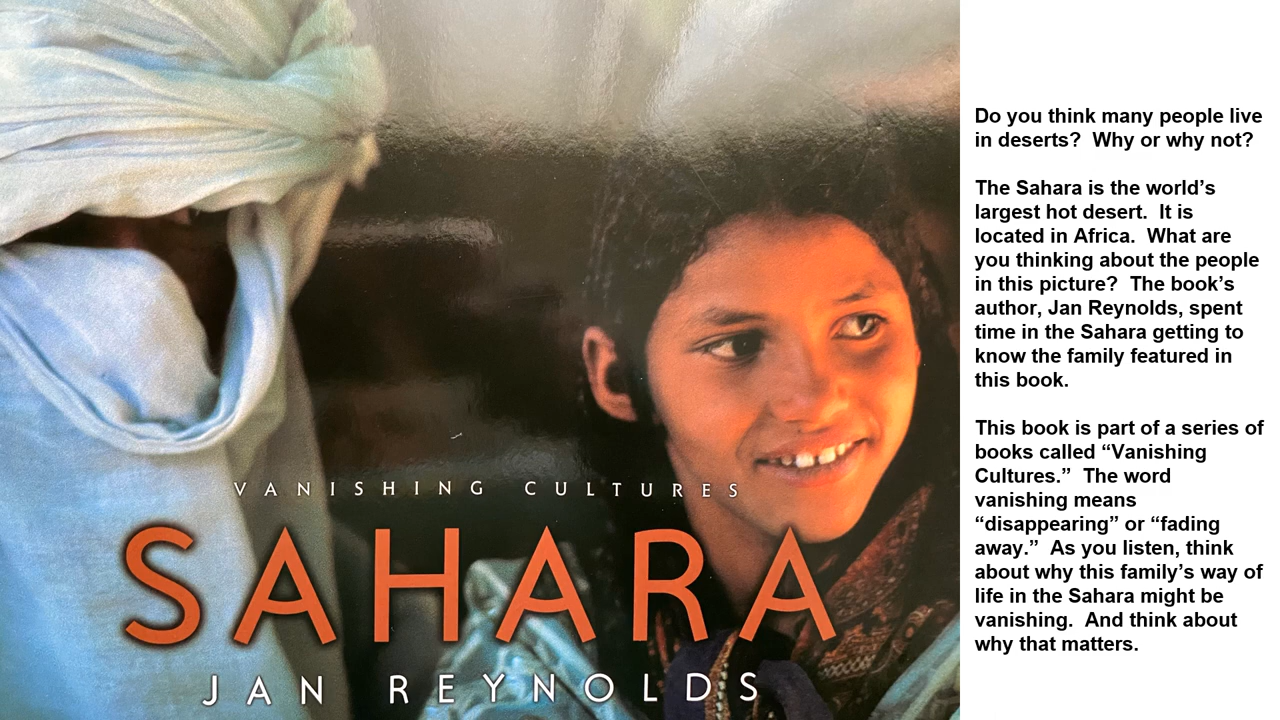 VANISHING CULTURES
SAHARA
JAN REYNOLDS
Do you think many people live
in deserts?  Why or why not?
The Sahara is the world’s
largest hot desert.  It is
located in Africa.  What are
you thinking about the people
in this picture?  The book’s
author, Jan Reynolds, spent
time in the Sahara getting to
know the family featured in
this book.
This book is part of a series of
books called “Vanishing
Cultures.”  The word
vanishing means
“disappearing” or “fading
away.”  As you listen, think
about why this family’s way of
life in the Sahara might be
vanishing.  And think about
why that matters.